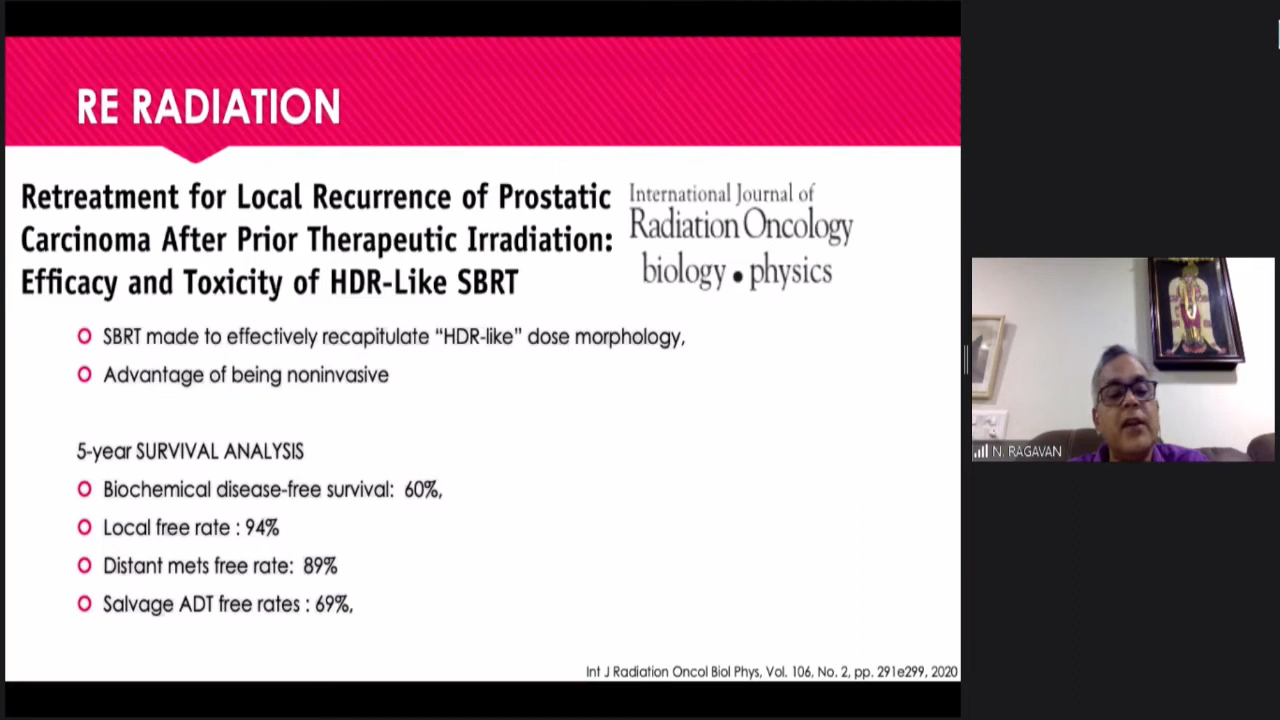 RE RADIATION
Retreatment for Local Recurrence of Prostatic
Carcinoma After Prior Therapeutic Irradiation:
Efficacy and Toxicity of HDR-Like SBRT
International Journal of
Radiation Oncology
biology • physics
SBRT made to effectively recapitulate “HDR-like” dose morphology,
Advantage of being noninvasive
5-year SURVIVAL ANALYSIS
Biochemical disease-free survival: 60%,
Local free rate : 94%
Distant mets free rate: 89%
Salvage ADT free rates : 69%,
Int J Radiation Oncol Biol Phys, Vol. 106, No. 2, pp. 291e299, 2020
N. RAGAVAN